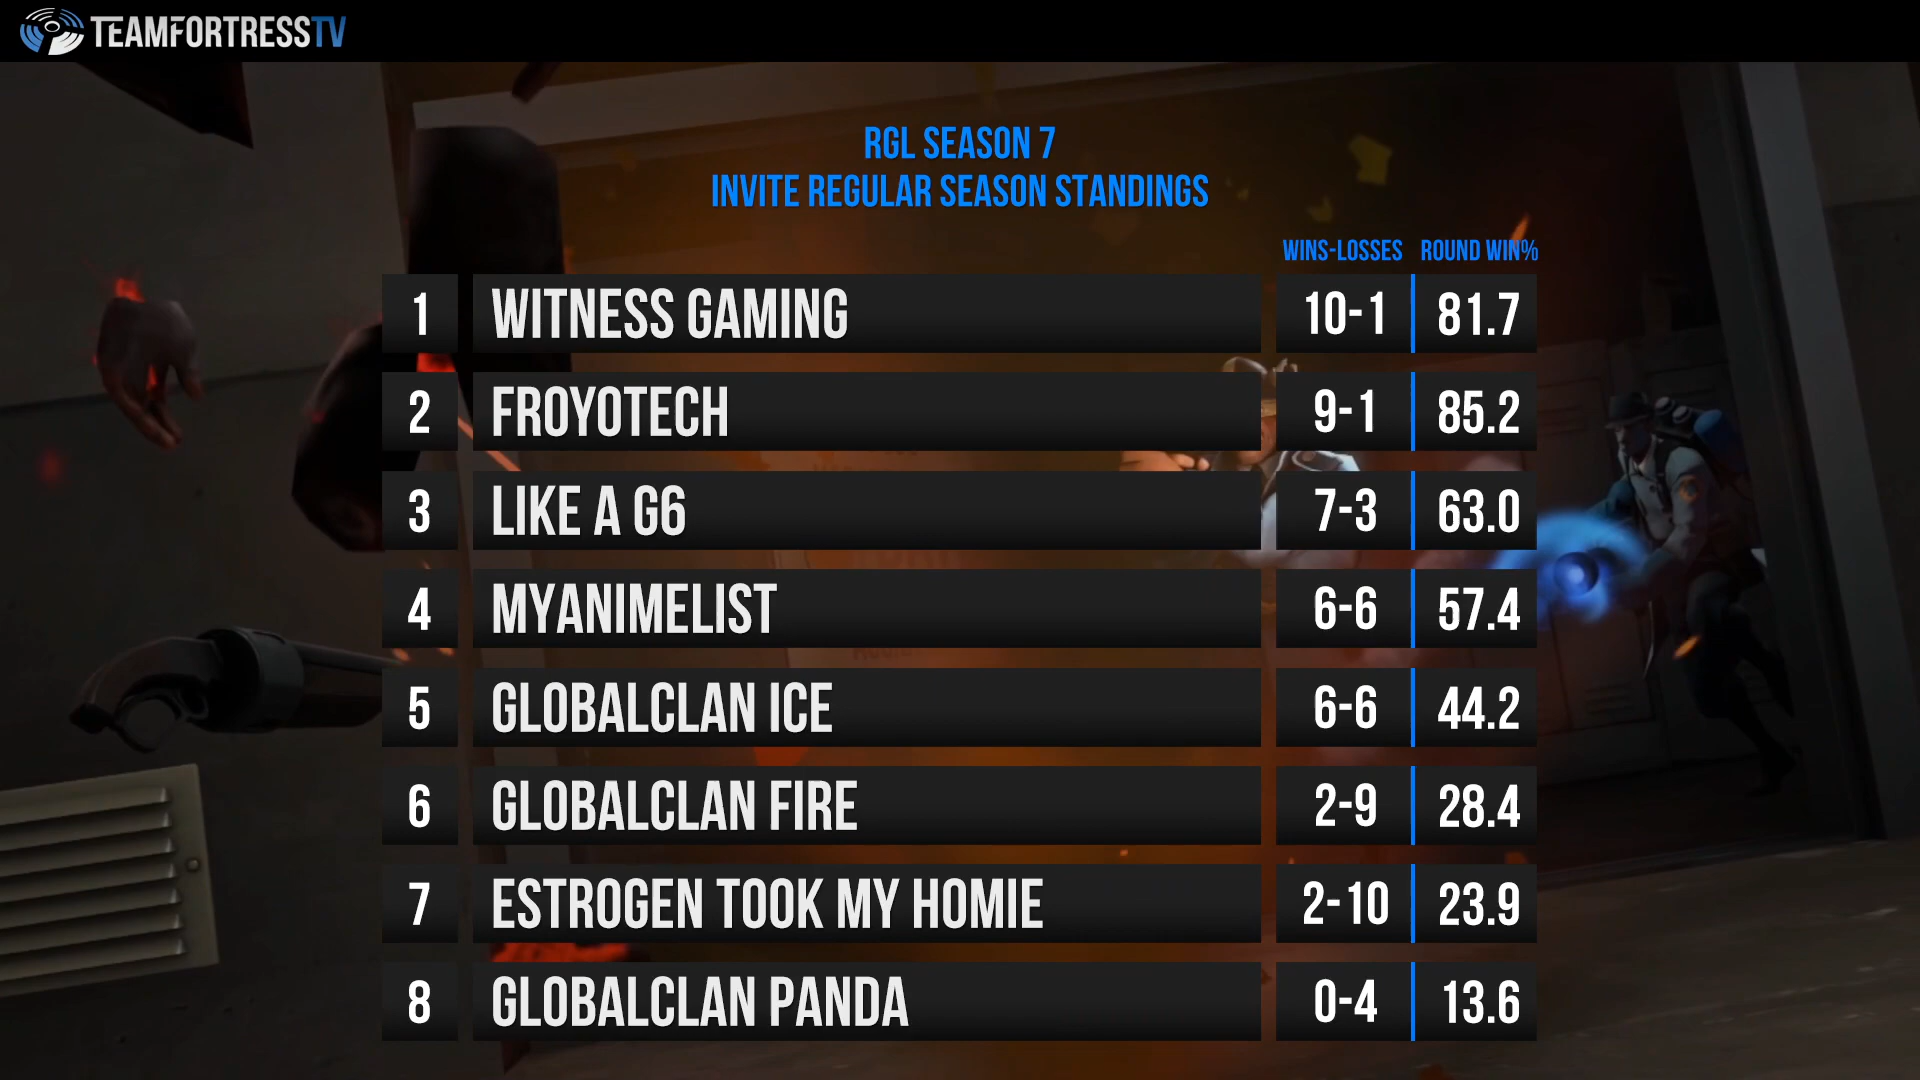 TEAMFORTRESSTV
RGL SEASON 7
INVITE REGULAR SEASON STANDINGS
WINS-LOSSES ROUND WIN%
1 WITNESS GAMING 10-1 81.7
2 FROYOTECH 9-1 85.2
3 LIKE A G6 7-3 63.0
4 MYANIMELIST 6-6 57.4
5 GLOBALCLAN ICE 6-6 44.2
6 GLOBALCLAN FIRE 2-9 28.4
7 ESTROGEN TOOK MY HOMIE 2-10 23.9
8 GLOBALCLAN PANDA 0-4 13.6